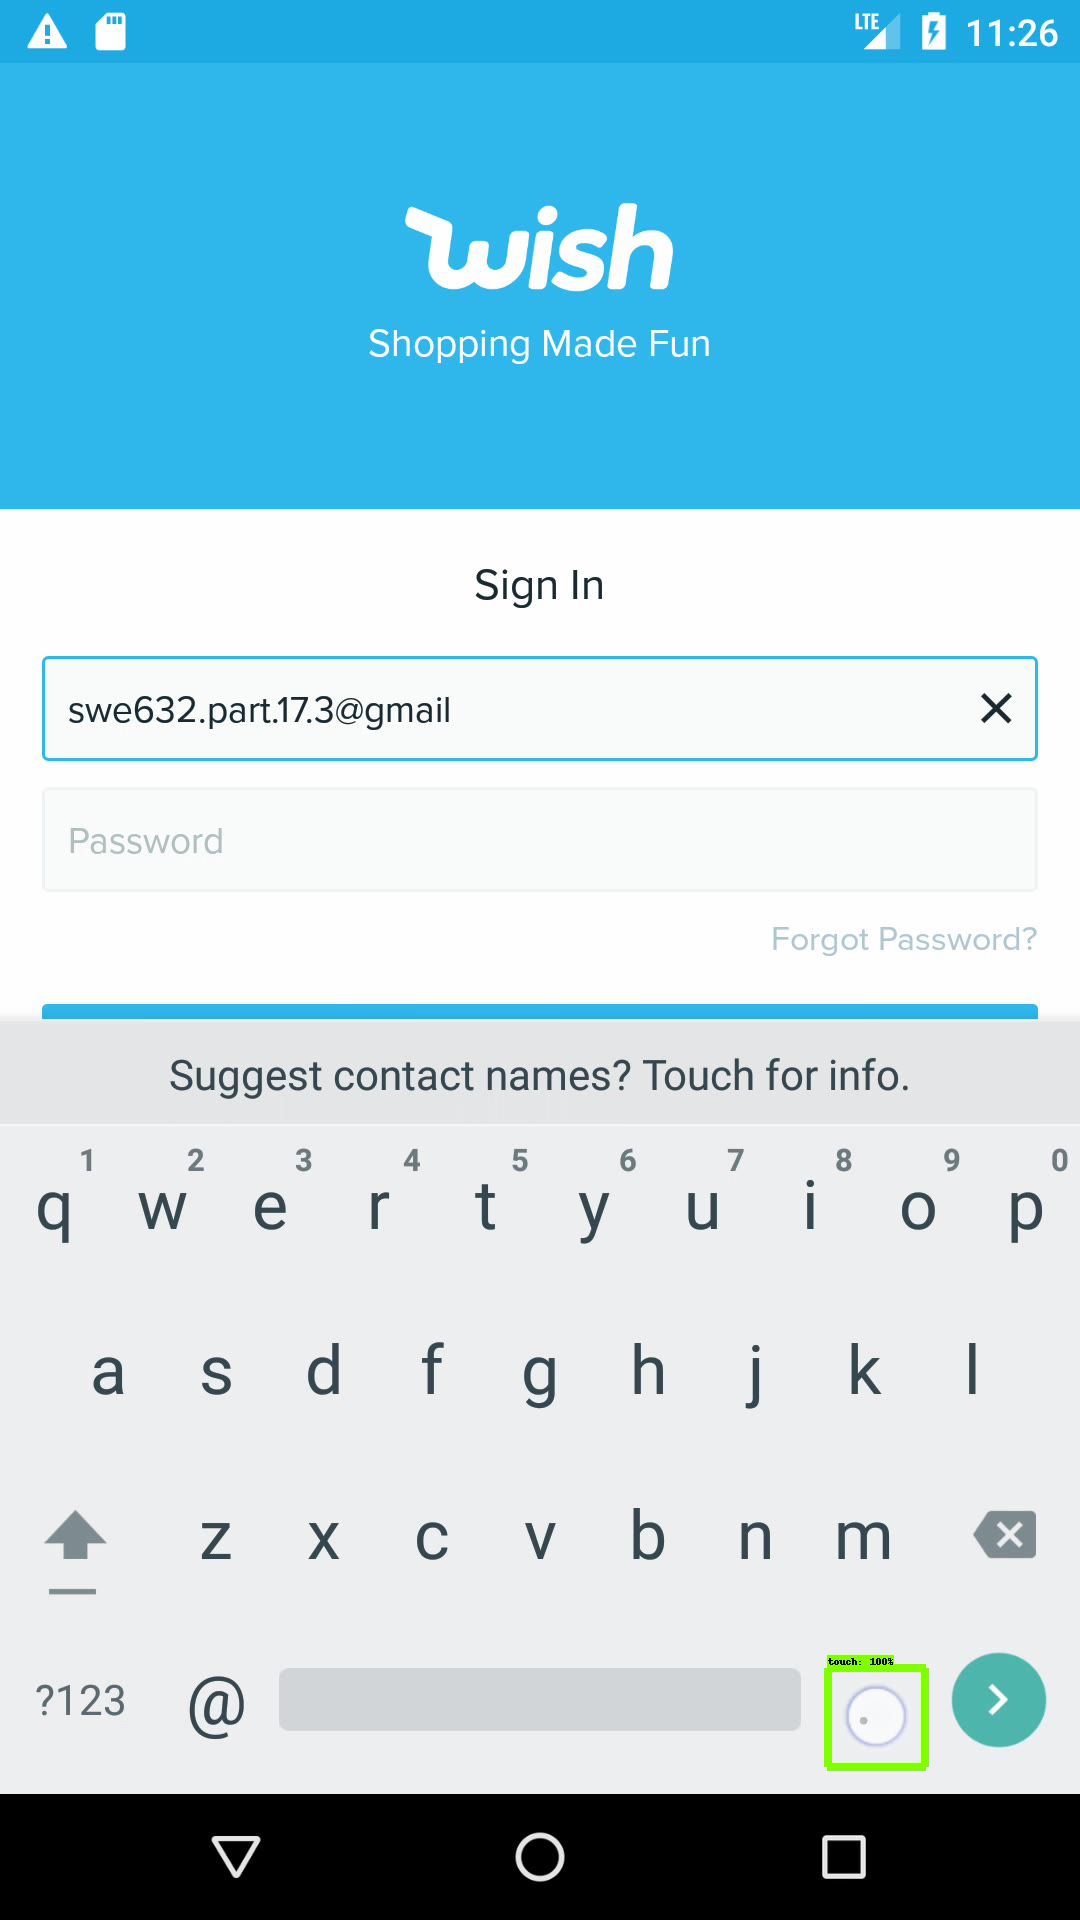 LTE 11:26
wish
Shopping Made Fun
Sign In
swe632.part.17.3@gmail
Password
Forgot Password?
Suggest contact names? Touch for info.
1 2 3 4 5 6 7 8 9 0
q w e r t y u i o p
a s d f g h j k l
z x c v b n m
touch: 100%
?123 @ .